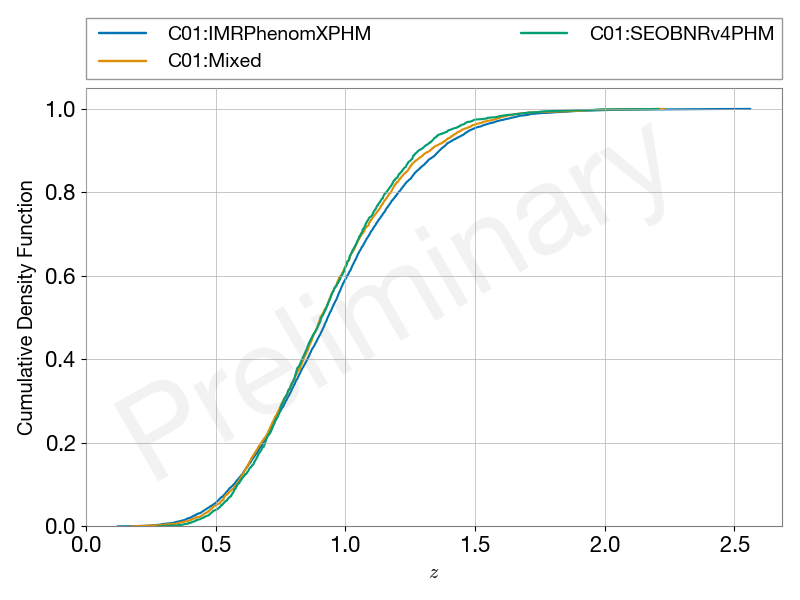 C01:IMRPhenomXPHM
C01:SEOBNRv4PHM
C01:Mixed
Preliminary
Cumulative Density Function
1.0
0.8
0.6
0.4
0.2
0.0
0.0 0.5 1.0 1.5 2.0 2.5
z